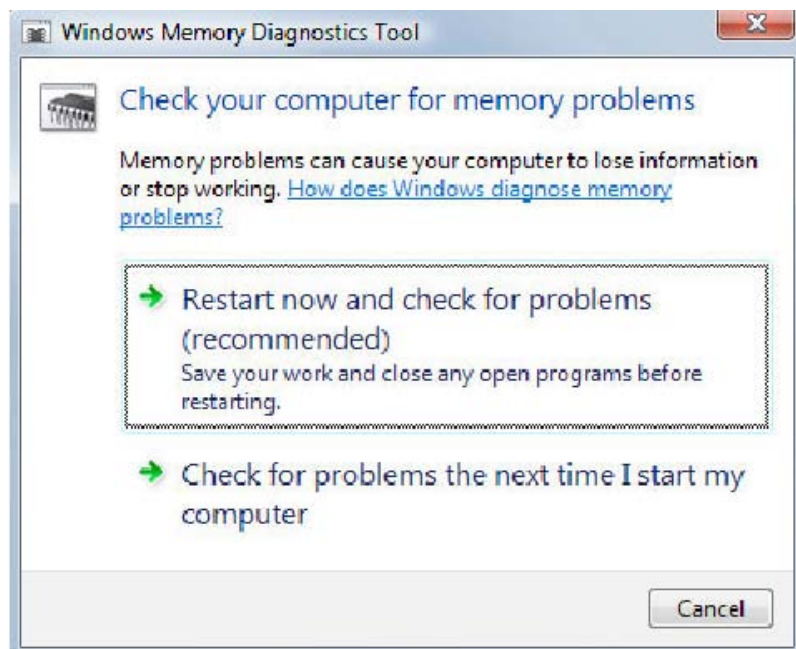 Windows Memory Diagnostics Tool
Check your computer for memory problems
Memory problems can cause your computer to lose information
or stop working. How does Windows diagnose memory
problems?
Restart now and check for problems
(recommended)
Save your work and close any open programs before
restarting.
Check for problems the next time I start my
computer
Cancel